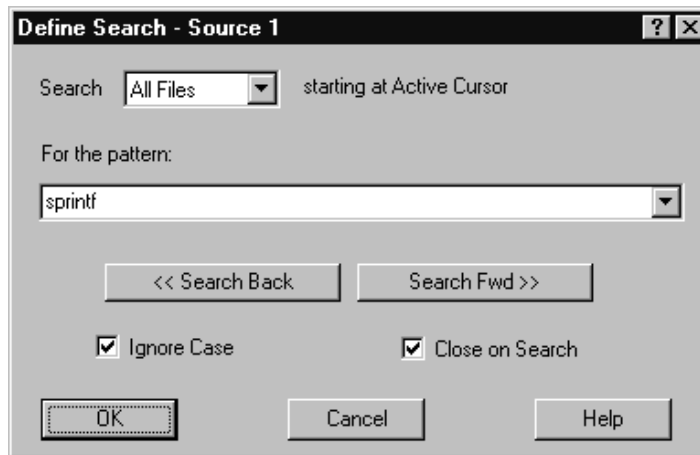 Define Search - Source 1
Search All Files starting at Active Cursor
For the pattern:
sprintf
<< Search Back Search Fwd >>
Ignore Case Close on Search
OK Cancel Help